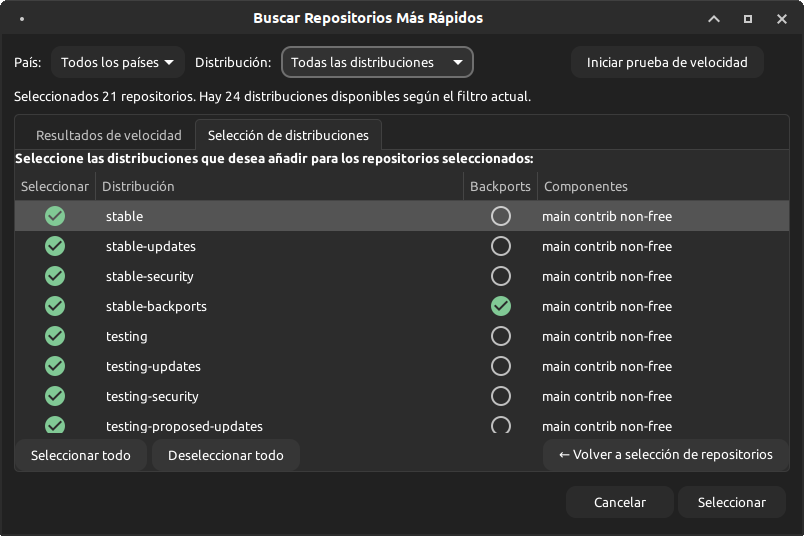 Buscar Repositorios Más Rápidos
País: Todos los países Distribución: Todas las distribuciones Iniciar prueba de velocidad
Seleccionados 21 repositorios. Hay 24 distribuciones disponibles según el filtro actual.
Resultados de velocidad Selección de distribuciones
Seleccione las distribuciones que desea añadir para los repositorios seleccionados:
Seleccionar Distribución Backports Componentes
stable main contrib non-free
stable-updates main contrib non-free
stable-security main contrib non-free
stable-backports main contrib non-free
testing main contrib non-free
testing-updates main contrib non-free
testing-security main contrib non-free
testing-proposed-updates main contrib non-free
Seleccionar todo Deseleccionar todo ← Volver a selección de repositorios
Cancelar Seleccionar